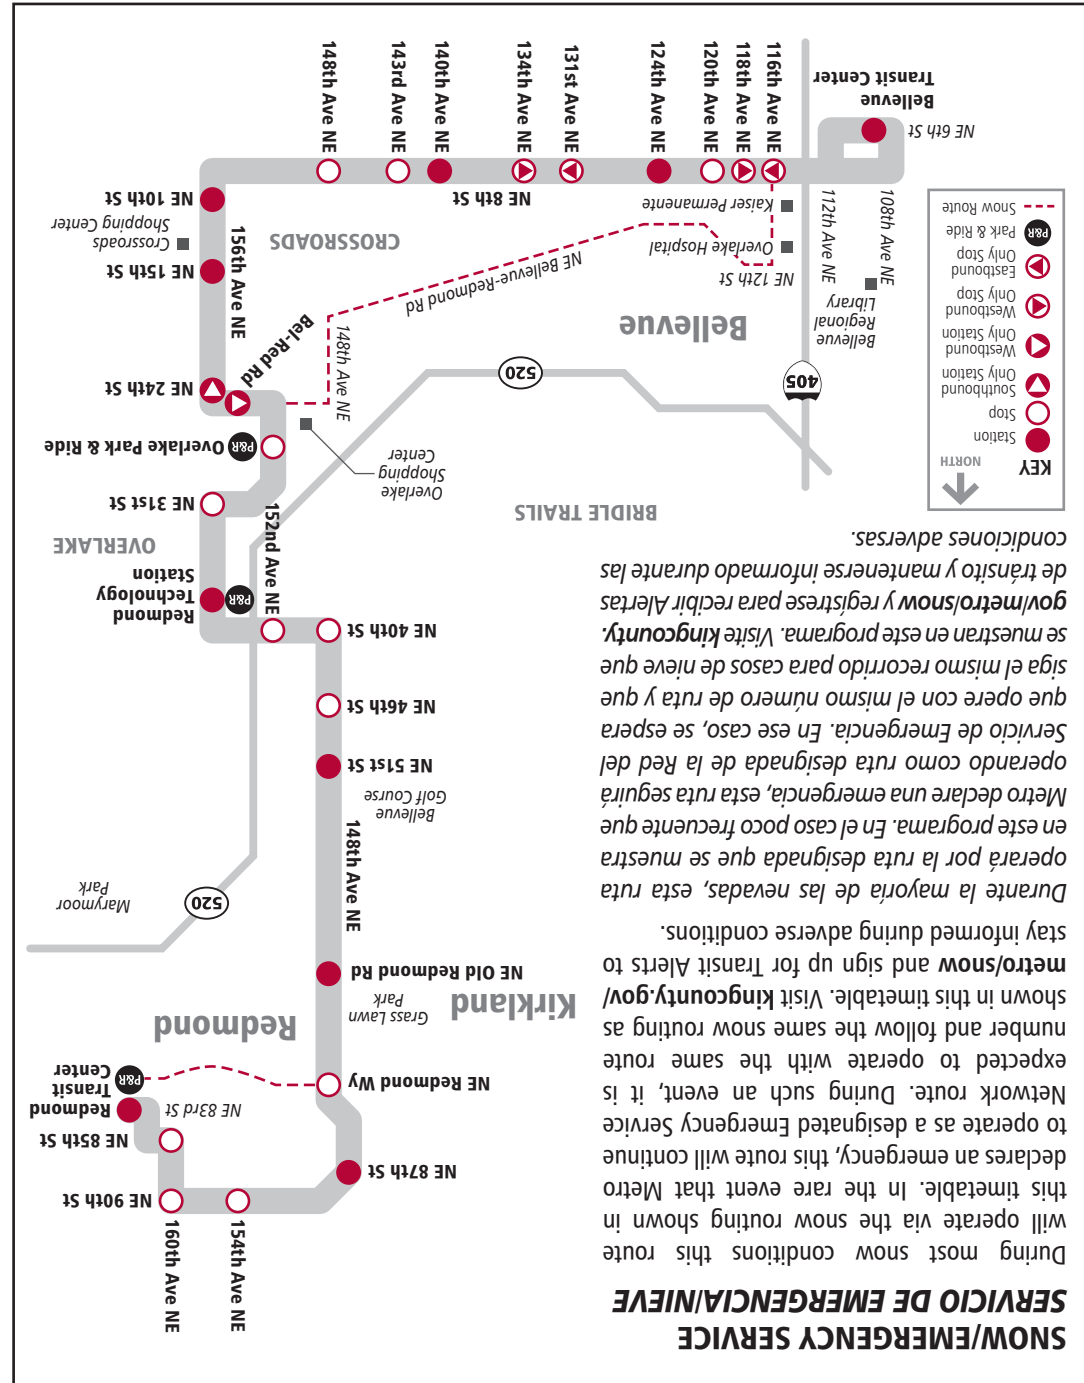 SNOW/EMERGENCY SERVICE
SERVICIO DE EMERGENCIA/NIEVE
During most snow conditions this route
will operate via the snow routing shown in
this timetable. In the rare event that Metro
declares an emergency, this route will continue
to operate as a designated Emergency Service
Network route. During such an event, it is
expected to operate with the same route
number and follow the same snow routing as
shown in this timetable. Visit kingcounty.gov/
metro/snow and sign up for Transit Alerts to
stay informed during adverse conditions.
Durante la mayoría de las nevadas, esta ruta
operará por la ruta designada que se muestra
en este programa. En el caso poco frecuente que
Metro declare una emergencia, esta ruta seguirá
operando como ruta designada de la Red del
Servicio de Emergencia. En ese caso, se espera
que opere con el mismo número de ruta y que
siga el mismo recorrido para casos de nieve que
se muestran en este programa. Visite kingcounty.
gov/metro/snow y regístrese para recibir Alertas
de tránsito y mantenerse informado durante las
condiciones adversas.
KEY
NORTH
Station
Stop
Southbound
Only Station
Westbound
Only Station
Westbound
Only Stop
Eastbound
Only Stop
P&R
Park & Ride
Snow Route
154th Ave NE
160th Ave NE
NE 90th St
NE 87th St
NE 85th St
NE 83rd St
Redmond
Transit
Center
P&R
NE Redmond Wy
Redmond
Kirkland
Grass Lawn
Park
NE Old Redmond Rd
148th Ave NE
520
Marymoor
Park
Bellevue
Golf Course
NE 51st St
NE 46th St
NE 40th St
152nd Ave NE
Redmond
Technology
Station
P&R
OVERLAKE
NE 31st St
BRIDLE TRAILS
Overlake
Shopping
Center
Overlake Park & Ride
P&R
Bel-Red Rd
NE 24th St
148th Ave NE
520
405
Bellevue
NE Bellevue-Redmond Rd
156th Ave NE
NE 15th St
Crossroads
Shopping Center
CROSSROADS
NE 10th St
NE 8th St
NE 12th St
Overlake Hospital
Kaiser Permanente
Bellevue
Regional
Library
112th Ave NE
108th Ave NE
NE 6th St
Bellevue
Transit Center
116th Ave NE
118th Ave NE
120th Ave NE
124th Ave NE
131st Ave NE
134th Ave NE
140th Ave NE
143rd Ave NE
148th Ave NE